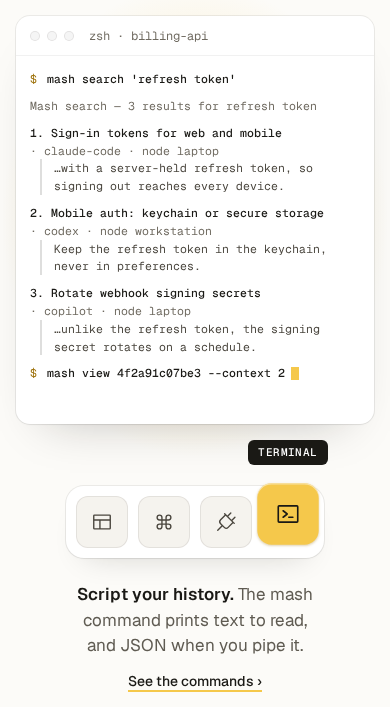 zsh · billing-api
$ mash search 'refresh token'
Mash search — 3 results for refresh token
1. Sign-in tokens for web and mobile
· claude-code · node laptop
…with a server-held refresh token, so
signing out reaches every device.
2. Mobile auth: keychain or secure storage
· codex · node workstation
Keep the refresh token in the keychain,
never in preferences.
3. Rotate webhook signing secrets
· copilot · node laptop
…unlike the refresh token, the signing
secret rotates on a schedule.
$ mash view 4f2a91c07be3 --context 2
TERMINAL
Script your history. The mash
command prints text to read,
and JSON when you pipe it.
See the commands ›